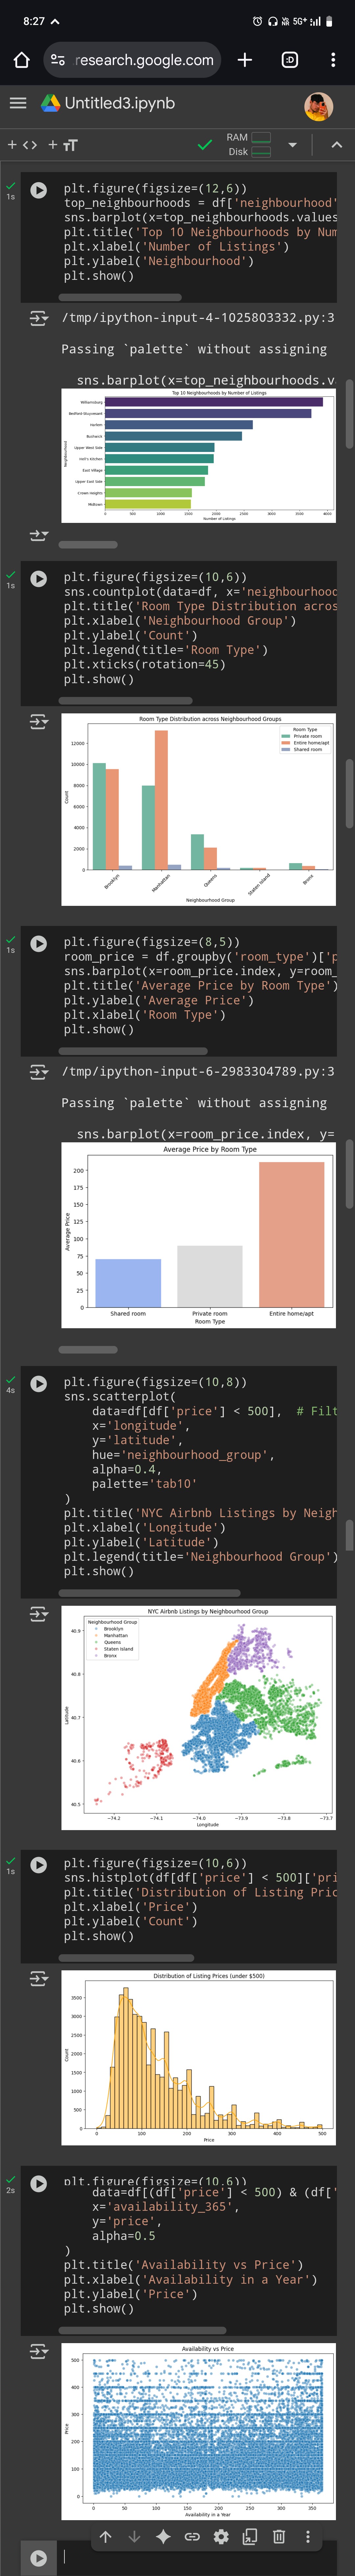 8:27
5G+
research.google.com
:D
Untitled3.ipynb
+ <> + TT
RAM
Disk
1s
plt.figure(figsize=(12,6))
top_neighbourhoods = df['neighbourhood'
sns.barplot(x=top_neighbourhoods.values
plt.title('Top 10 Neighbourhoods by Num
plt.xlabel('Number of Listings')
plt.ylabel('Neighbourhood')
plt.show()
/tmp/ipython-input-4-1025803332.py:3
Passing `palette` without assigning
sns.barplot(x=top_neighbourhoods.v
Top 10 Neighbourhoods by Number of Listings
Neighbourhood
Williamsburg
Bedford-Stuyvesant
Harlem
Bushwick
Upper West Side
Hell's Kitchen
East Village
Upper East Side
Crown Heights
Midtown
0 500 1000 1500 2000 2500 3000 3500 4000
Number of Listings
1s
plt.figure(figsize=(10,6))
sns.countplot(data=df, x='neighbourhood
plt.title('Room Type Distribution acros
plt.xlabel('Neighbourhood Group')
plt.ylabel('Count')
plt.legend(title='Room Type')
plt.xticks(rotation=45)
plt.show()
Room Type Distribution across Neighbourhood Groups
Room Type
Private room
Entire home/apt
Shared room
Count
12000
10000
8000
6000
4000
2000
0
Brooklyn Manhattan Queens Staten Island Bronx
Neighbourhood Group
1s
plt.figure(figsize=(8,5))
room_price = df.groupby('room_type')['p
sns.barplot(x=room_price.index, y=room_
plt.title('Average Price by Room Type')
plt.ylabel('Average Price')
plt.xlabel('Room Type')
plt.show()
/tmp/ipython-input-6-2983304789.py:3
Passing `palette` without assigning
sns.barplot(x=room_price.index, y=
Average Price by Room Type
Average Price
200
175
150
125
100
75
50
25
0
Shared room Private room Entire home/apt
Room Type
4s
plt.figure(figsize=(10,8))
sns.scatterplot(
data=df[df['price'] < 500], # Filt
x='longitude',
y='latitude',
hue='neighbourhood_group',
alpha=0.4,
palette='tab10'
)
plt.title('NYC Airbnb Listings by Neigh
plt.xlabel('Longitude')
plt.ylabel('Latitude')
plt.legend(title='Neighbourhood Group')
plt.show()
NYC Airbnb Listings by Neighbourhood Group
Neighbourhood Group
Brooklyn
Manhattan
Queens
Staten Island
Bronx
Latitude
40.9
40.8
40.7
40.6
40.5
−74.2 −74.1 −74.0 −73.9 −73.8 −73.7
Longitude
1s
plt.figure(figsize=(10,6))
sns.histplot(df[df['price'] < 500]['pri
plt.title('Distribution of Listing Pric
plt.xlabel('Price')
plt.ylabel('Count')
plt.show()
Distribution of Listing Prices (under $500)
Count
3500
3000
2500
2000
1500
1000
500
0
0 100 200 300 400 500
Price
2s
plt.figure(figsize=(10,6))
data=df[(df['price'] < 500) & (df['
x='availability_365',
y='price',
alpha=0.5
)
plt.title('Availability vs Price')
plt.xlabel('Availability in a Year')
plt.ylabel('Price')
plt.show()
Availability vs Price
Price
500
400
300
200
100
0
0 50 100 150 200 250 300 350
Availability in a Year